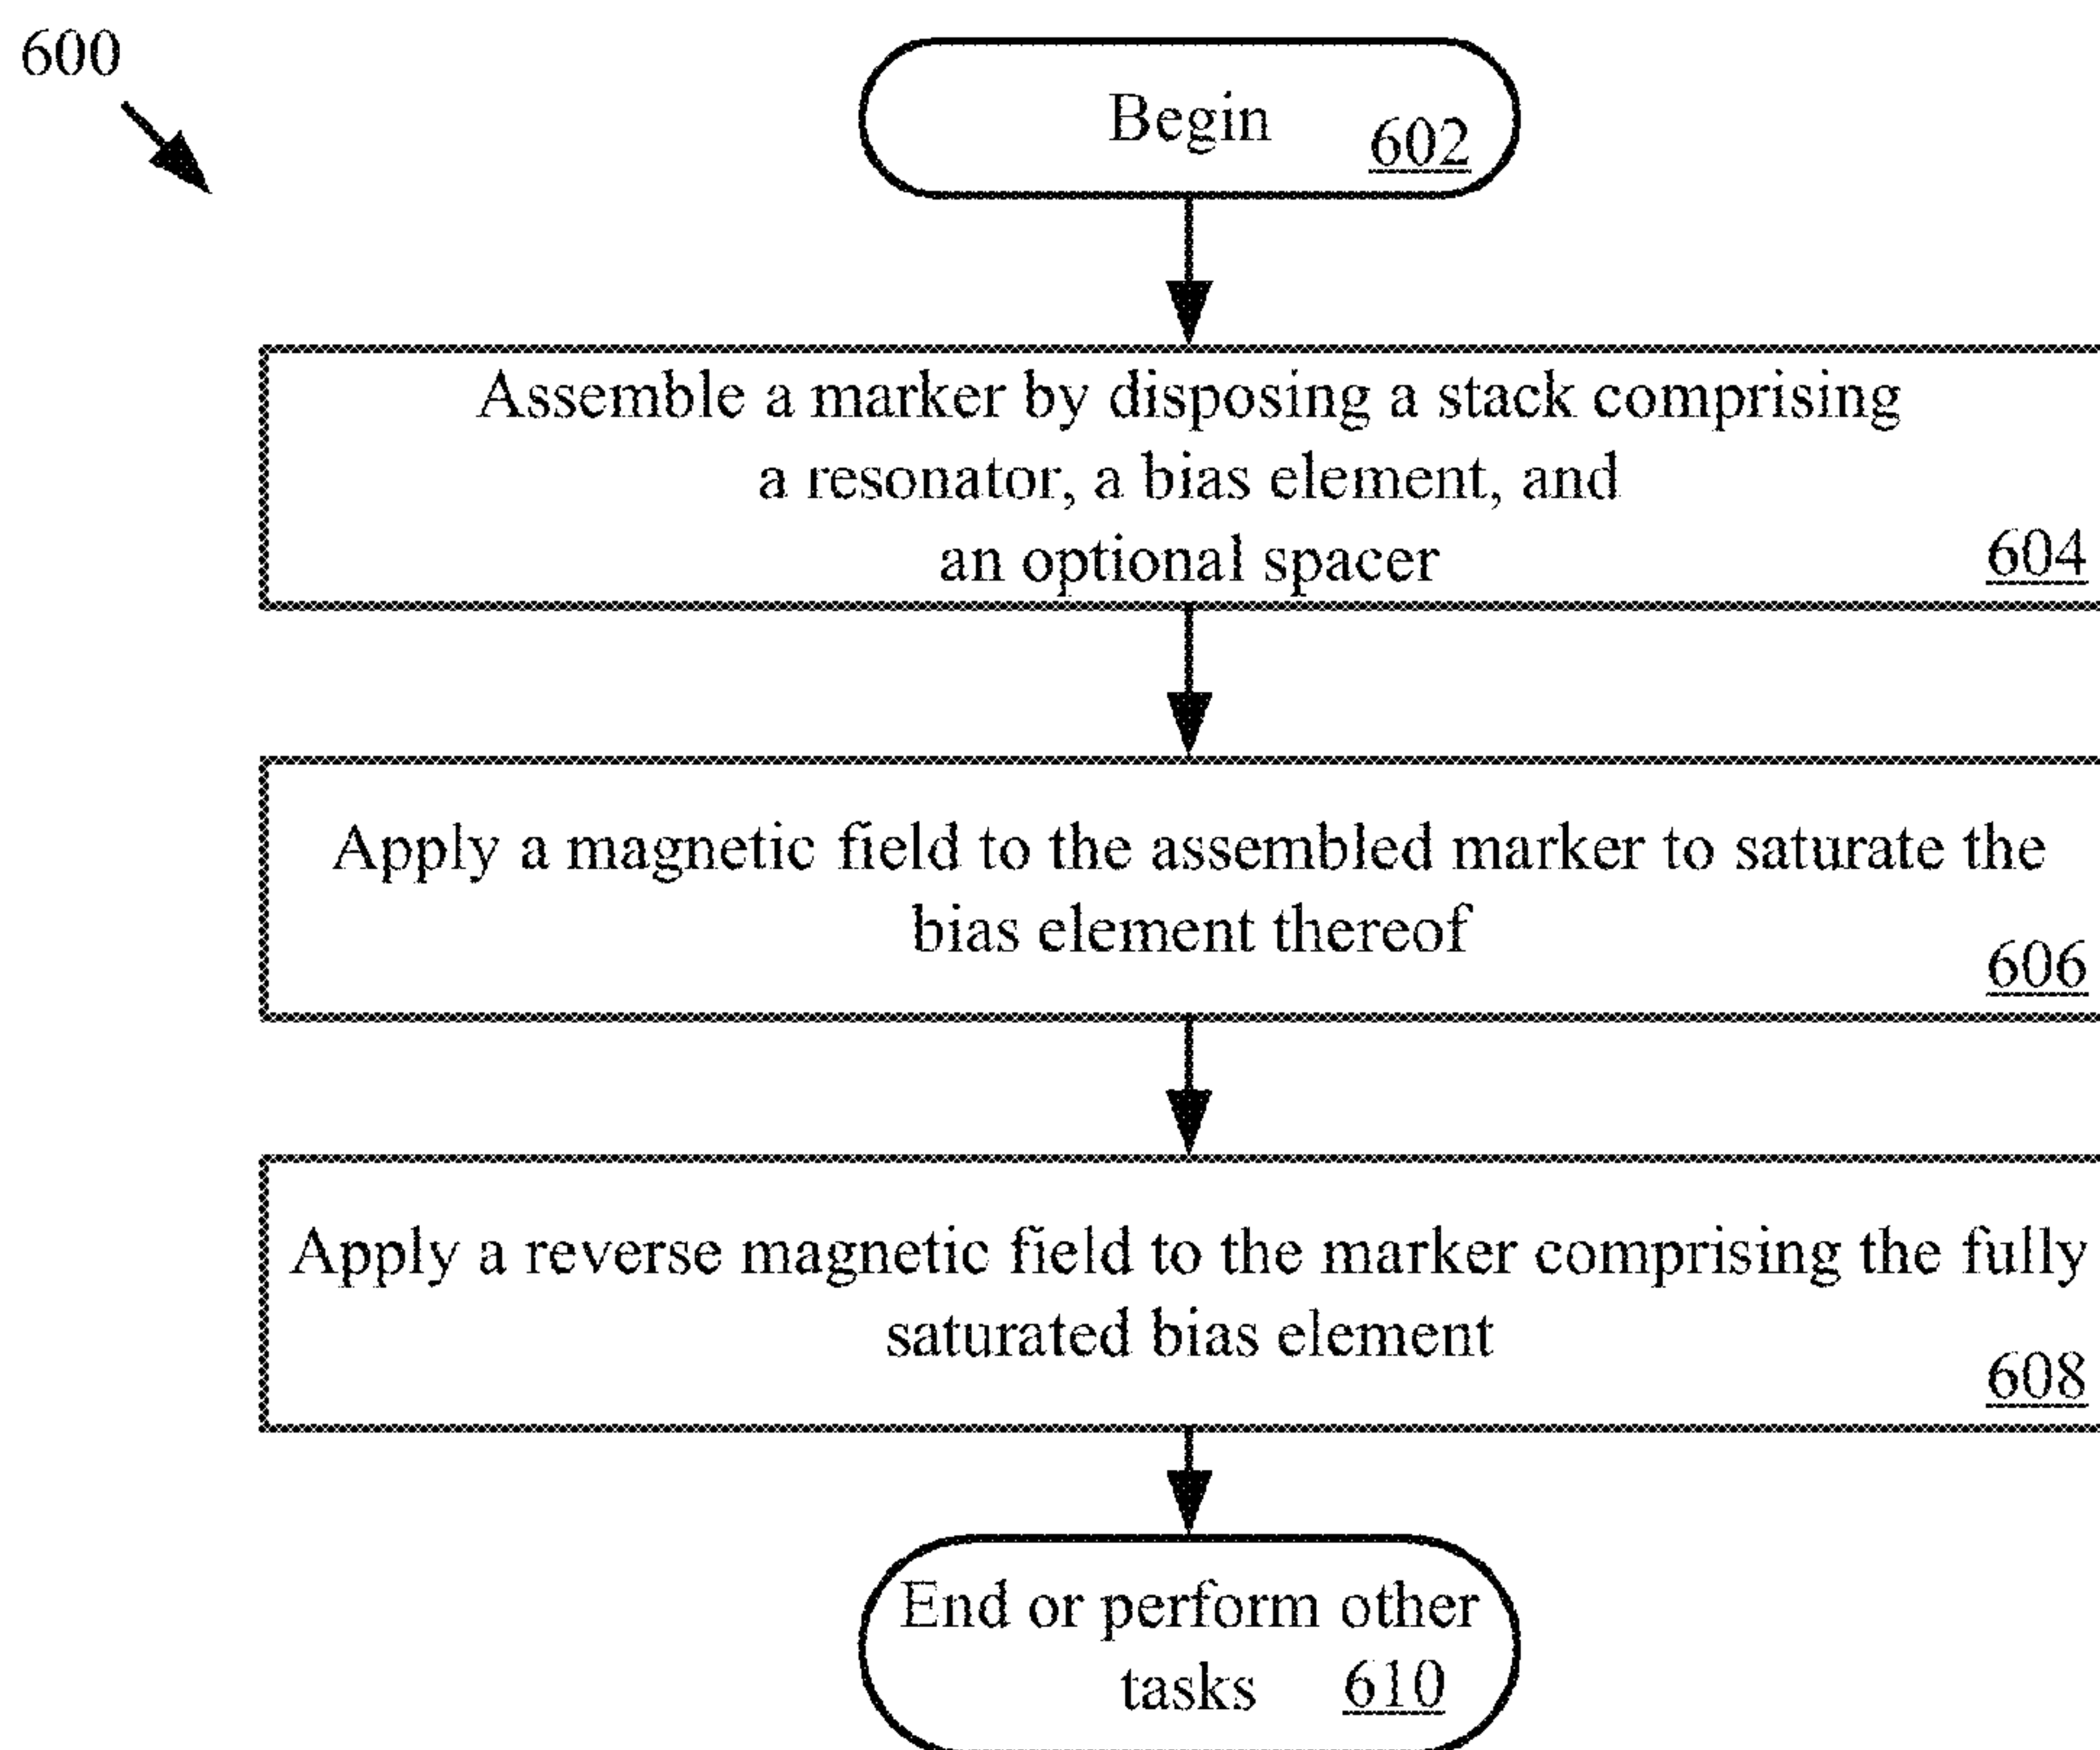 600
Begin 602
Assemble a marker by disposing a stack comprising
a resonator, a bias element, and
an optional spacer 604
Apply a magnetic field to the assembled marker to saturate the
bias element thereof
606
Apply a reverse magnetic field to the marker comprising the fully
saturated bias element
608
End or perform other
tasks 610